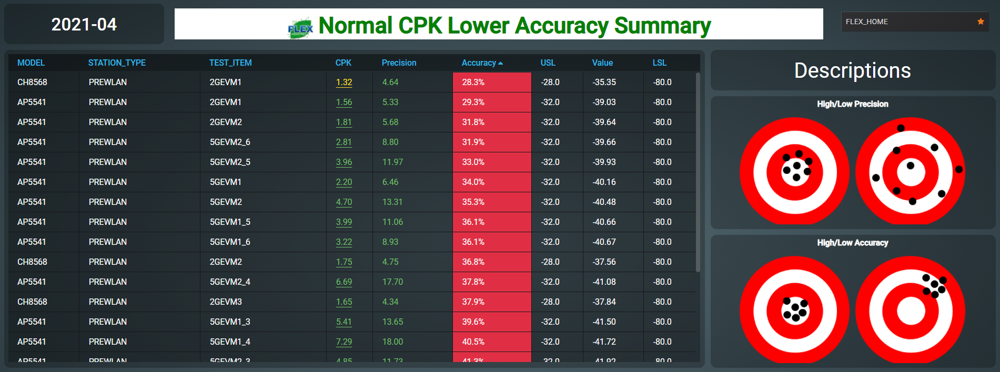 2021-04
FLEX Normal CPK Lower Accuracy Summary
FLEX_HOME
MODEL STATION_TYPE TEST_ITEM CPK Precision Accuracy USL Value LSL
CH8568 PREWLAN 2GEVM1 1.32 4.64 28.3% -28.0 -35.35 -80.0
AP5541 PREWLAN 2GEVM1 1.56 5.33 29.3% -32.0 -39.03 -80.0
AP5541 PREWLAN 2GEVM2 1.81 5.68 31.8% -32.0 -39.64 -80.0
AP5541 PREWLAN 5GEVM2_6 2.81 8.80 31.9% -32.0 -39.66 -80.0
AP5541 PREWLAN 5GEVM2_5 3.96 11.97 33.0% -32.0 -39.93 -80.0
AP5541 PREWLAN 5GEVM1 2.20 6.46 34.0% -32.0 -40.16 -80.0
AP5541 PREWLAN 5GEVM2 4.70 13.31 35.3% -32.0 -40.48 -80.0
AP5541 PREWLAN 5GEVM1_5 3.99 11.06 36.1% -32.0 -40.66 -80.0
AP5541 PREWLAN 5GEVM1_6 3.22 8.93 36.1% -32.0 -40.67 -80.0
CH8568 PREWLAN 2GEVM2 1.75 4.75 36.8% -28.0 -37.56 -80.0
AP5541 PREWLAN 5GEVM2_4 6.69 17.70 37.8% -32.0 -41.08 -80.0
CH8568 PREWLAN 2GEVM3 1.65 4.34 37.9% -28.0 -37.84 -80.0
AP5541 PREWLAN 5GEVM1_3 5.41 13.65 39.6% -32.0 -41.50 -80.0
AP5541 PREWLAN 5GEVM1_4 7.29 18.00 40.5% -32.0 -41.72 -80.0
AP5541 PREWLAN 5GEVM2_3 4.85 11.73 41.3% -32.0 -41.92 -80.0
Descriptions
High/Low Precision
High/Low Accuracy